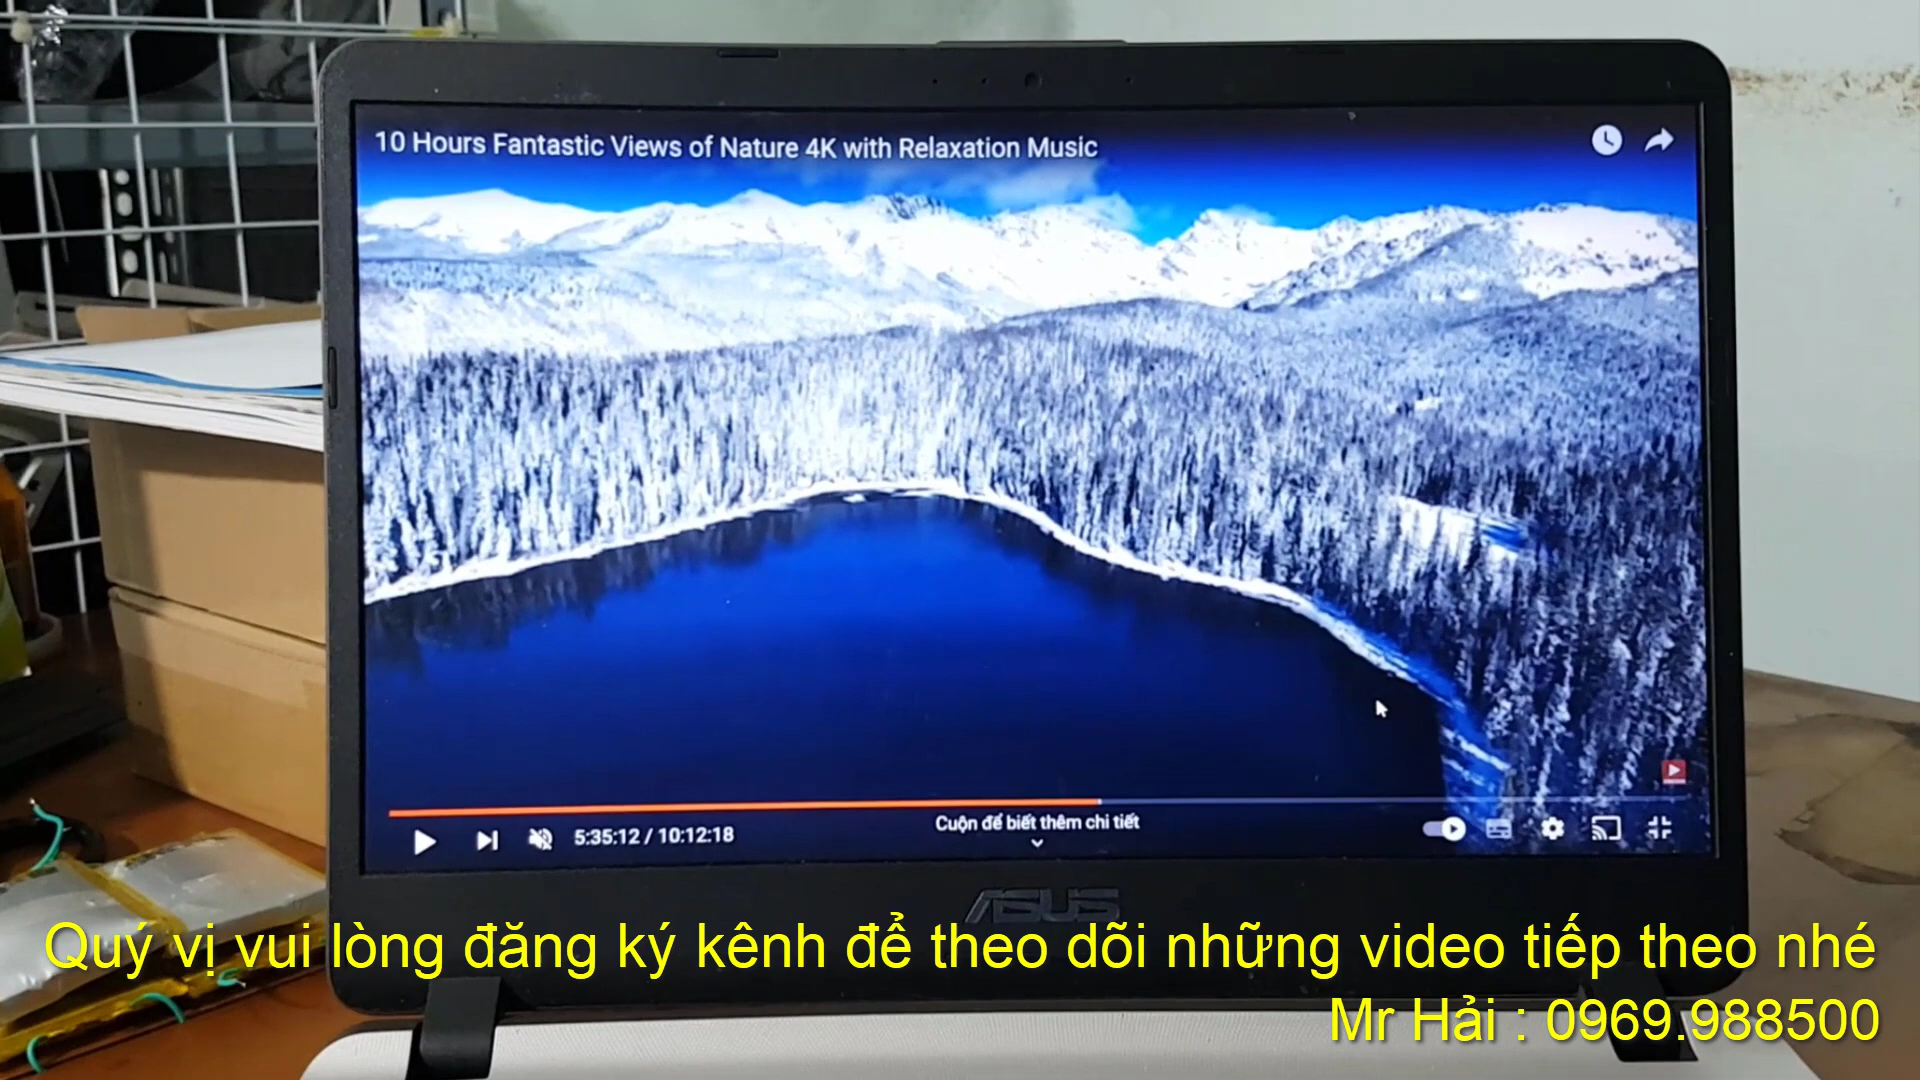 10 Hours Fantastic Views of Nature 4K with Relaxation Music
5:35:12 / 10:12:18
Cuộn để biết thêm chi tiết
ASUS
Quý vị vui lòng đăng ký kênh để theo dõi những video tiếp theo nhé
Mr Hải : 0969.988500